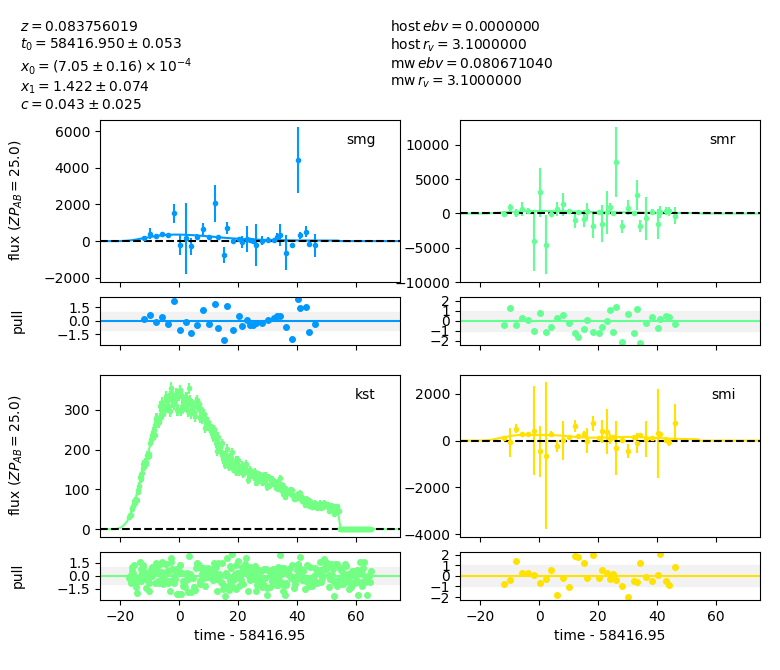 z = 0.083756019
t₀ = 58416.950 ± 0.053
x₀ = (7.05 ± 0.16) × 10⁻⁴
x₁ = 1.422 ± 0.074
c = 0.043 ± 0.025
host ebv = 0.0000000
host r_v = 3.1000000
mw ebv = 0.080671040
mw r_v = 3.1000000
flux (ZP_AB = 25.0)
6000
4000
2000
0
−2000
smg
10000
5000
0
−5000
−10000
smr
pull
1.5
0.0
−1.5
2
1
0
−1
−2
flux (ZP_AB = 25.0)
300
200
100
0
kst
2000
0
−2000
−4000
smi
pull
1.5
0.0
−1.5
2
1
0
−1
−2
−20 0 20 40 60
−20 0 20 40 60
time - 58416.95
time - 58416.95